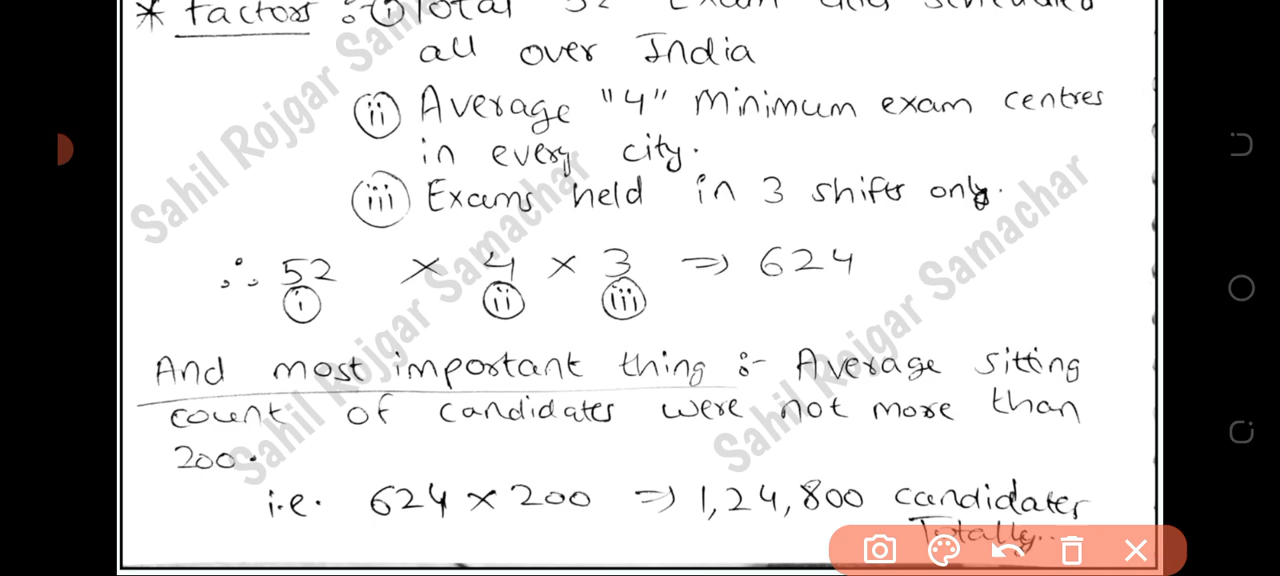 * Factors :① Total 52 Exam
all over India
ⓘⓘ Average "4" Minimum exam centres
in every city.
ⓘⓘⓘ Exams held in 3 shifts only.
∴ 52 × 4 × 3 => 624
ⓘ ⓘⓘ ⓘⓘⓘ
And most important thing :- Average sitting
count of candidates were not more than
200.
i.e. 624 × 200 => 1,24,800 candidates
Totally..
Sahil Rojgar Samachar
Sahil Rojgar Samachar
Sahil Rojgar Samachar